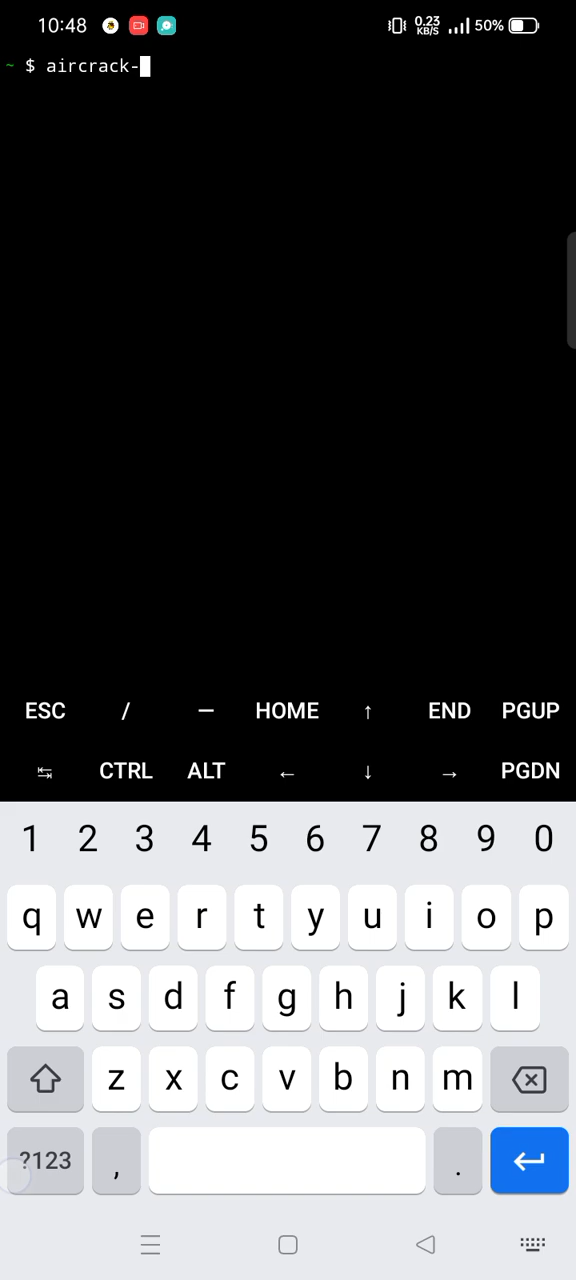 10:48 0.23 KB/S 50%
~ $ aircrack-
ESC / — HOME ↑ END PGUP
↹ CTRL ALT ← ↓ → PGDN
1 2 3 4 5 6 7 8 9 0
q w e r t y u i o p
a s d f g h j k l
z x c v b n m
?123 , .